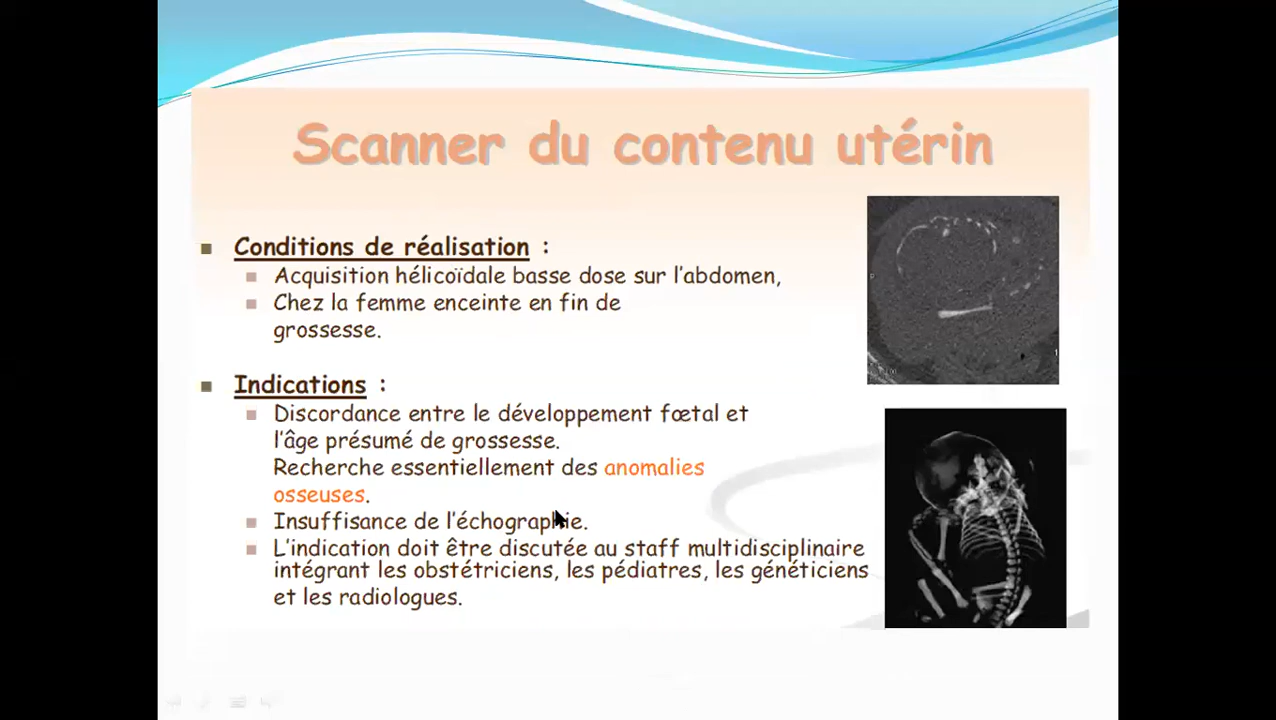 Scanner du contenu utérin
Conditions de réalisation :
Acquisition hélicoïdale basse dose sur l'abdomen,
Chez la femme enceinte en fin de
grossesse.
Indications :
Discordance entre le développement fœtal et
l'âge présumé de grossesse.
Recherche essentiellement des anomalies
osseuses.
Insuffisance de l'échographie.
L'indication doit être discutée au staff multidisciplinaire
intégrant les obstétriciens, les pédiatres, les généticiens
et les radiologues.